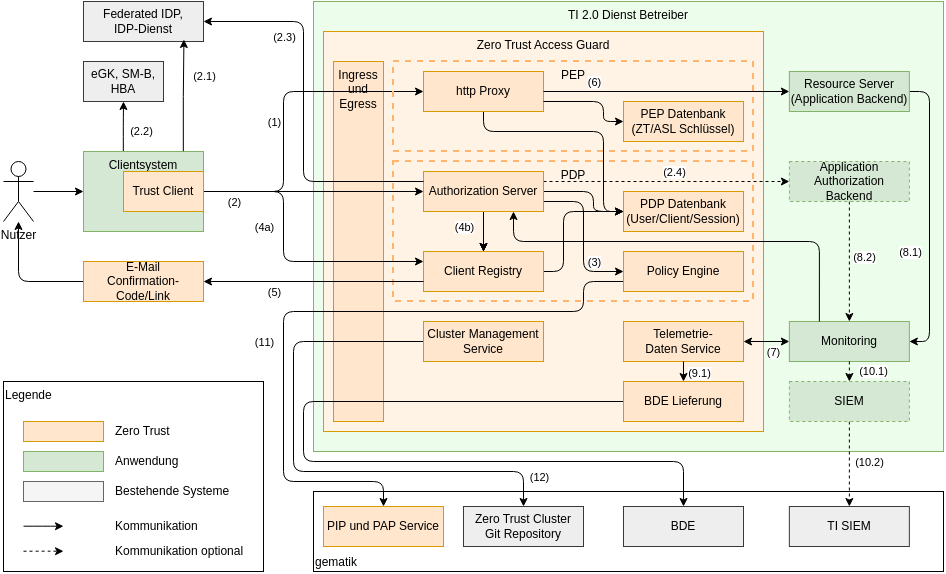 Federated IDP,
IDP-Dienst
(2.3)
TI 2.0 Dienst Betreiber
Zero Trust Access Guard
eGK, SM-B,
HBA
(2.1)
(2.2)
Ingress
und
Egress
PEP
(6)
http Proxy
PEP Datenbank
(ZT/ASL Schlüssel)
Resource Server
(Application Backend)
(1)
Clientsystem
Trust Client
(2)
Nutzer
PDP
(2.4)
Authorization Server
PDP Datenbank
(User/Client/Session)
Application
Authorization
Backend
(4a)
(4b)
(8.1)
(8.2)
E-Mail
Confirmation-
Code/Link
(5)
Client Registry
(3)
Policy Engine
(11)
Cluster Management
Service
Telemetrie-
Daten Service
(7)
Monitoring
(9.1)
(10.1)
BDE Lieferung
SIEM
(10.2)
(12)
Legende
Zero Trust
Anwendung
Bestehende Systeme
Kommunikation
Kommunikation optional
PIP und PAP Service
Zero Trust Cluster
Git Repository
BDE
TI SIEM
gematik